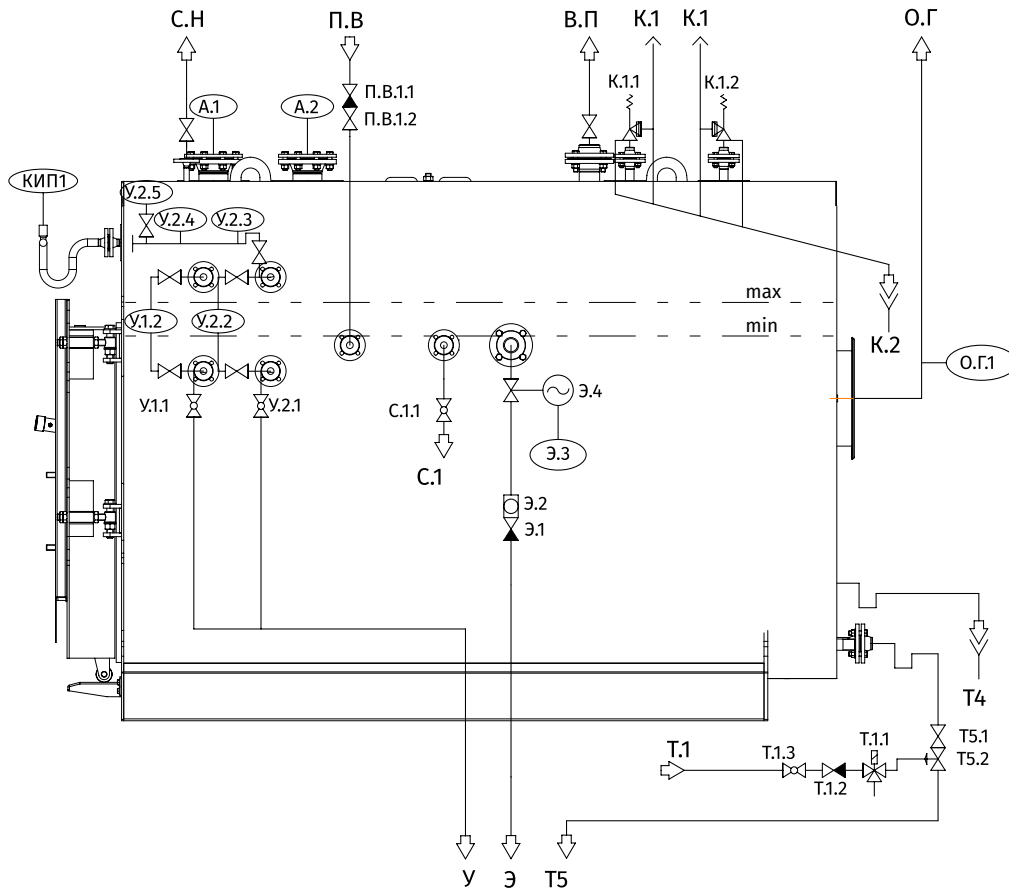 С.Н П.В В.П К.1 К.1 О.Г
К.1.1 К.1.2
П.В.1.1
А.1 А.2
П.В.1.2
КИП1
У.2.5
У.2.4 У.2.3
max
У.1.2 У.2.2
min
К.2
О.Г.1
Э.4
У.1.1 У.2.1 С.1.1
Э.3
С.1
Э.2
Э.1
Т4
Т5.1
Т.1 Т.1.3 Т.1.1
Т5.2
Т.1.2
У Э Т5